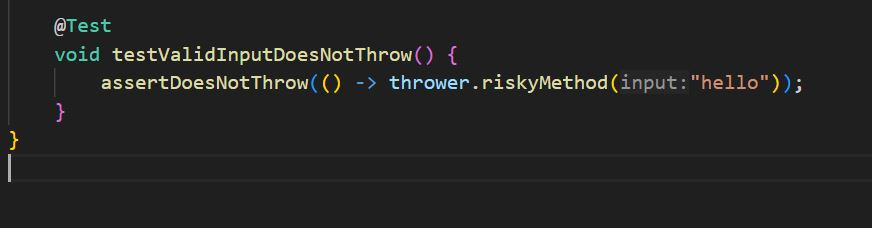 @Test
void testValidInputDoesNotThrow() {
assertDoesNotThrow(() -> thrower.riskyMethod(input:"hello"));
}
}